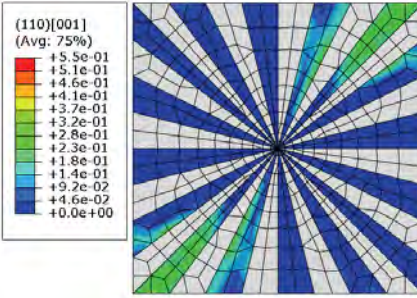 (110)[001]
(Avg: 75%)
+5.5e-01
+5.1e-01
+4.6e-01
+4.1e-01
+3.7e-01
+3.2e-01
+2.8e-01
+2.3e-01
+1.8e-01
+1.4e-01
+9.2e-02
+4.6e-02
+0.0e+00